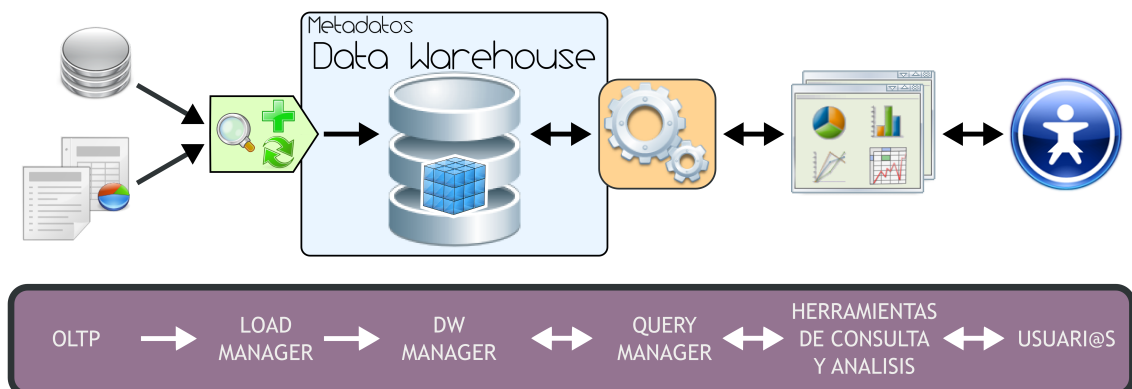 Metadatos
Data Warehouse
OLTP
LOAD
MANAGER
DW
MANAGER
QUERY
MANAGER
HERRAMIENTAS
DE CONSULTA
Y ANALISIS
USUARI@S